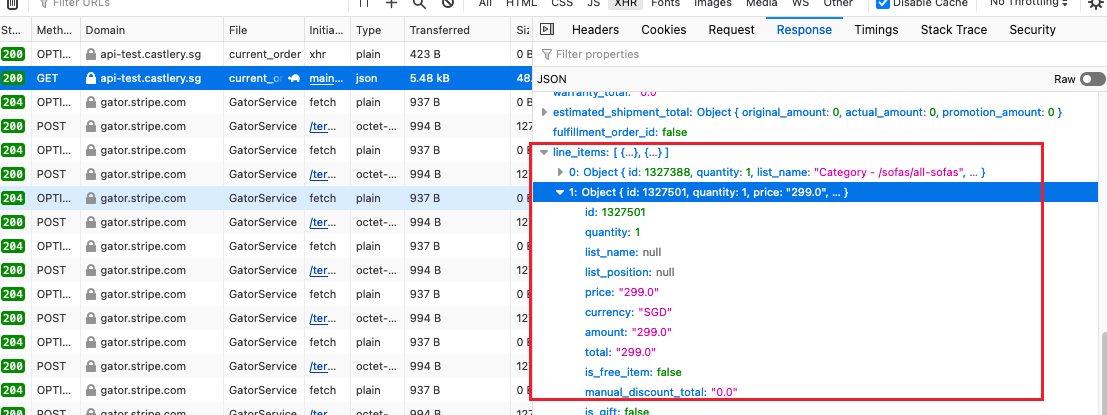 Filter URLs
All HTML CSS JS XHR Fonts Images Media WS Other Disable Cache No Throttling
St... Meth... Domain File Initia... Type Transferred Siz
200 OPTI... api-test.castlery.sg current_order xhr plain 423 B 0 B
200 GET api-test.castlery.sg current_or main... json 5.48 kB 48.
204 OPTI... gator.stripe.com GatorService fetch plain 937 B 0 B
200 POST gator.stripe.com GatorService /ter... octet-... 994 B 127
204 OPTI... gator.stripe.com GatorService fetch plain 937 B 0 B
200 POST gator.stripe.com GatorService /ter... octet-... 994 B 127
204 OPTI... gator.stripe.com GatorService fetch plain 937 B 0 B
200 POST gator.stripe.com GatorService /ter... octet-... 994 B 127
204 OPTI... gator.stripe.com GatorService fetch plain 937 B 0 B
200 POST gator.stripe.com GatorService /ter... octet-... 994 B 127
204 OPTI... gator.stripe.com GatorService fetch plain 937 B 0 B
200 POST gator.stripe.com GatorService /ter... octet-... 994 B 127
204 OPTI... gator.stripe.com GatorService fetch plain 937 B 0 B
200 POST gator.stripe.com GatorService /ter... octet-... 994 B 127
204 OPTI... gator.stripe.com GatorService fetch plain 937 B 0 B
200 POST gator.stripe.com GatorService /ter... octet-... 994 B 127
Headers Cookies Request Response Timings Stack Trace Security
Filter properties
JSON Raw
warranty_total: "0.0"
estimated_shipment_total: Object { original_amount: 0, actual_amount: 0, promotion_amount: 0 }
fulfillment_order_id: false
line_items: [ {...}, {...} ]
0: Object { id: 1327388, quantity: 1, list_name: "Category - /sofas/all-sofas", ... }
1: Object { id: 1327501, quantity: 1, price: "299.0", ... }
id: 1327501
quantity: 1
list_name: null
list_position: null
price: "299.0"
currency: "SGD"
amount: "299.0"
total: "299.0"
is_free_item: false
manual_discount_total: "0.0"
is_gift: false